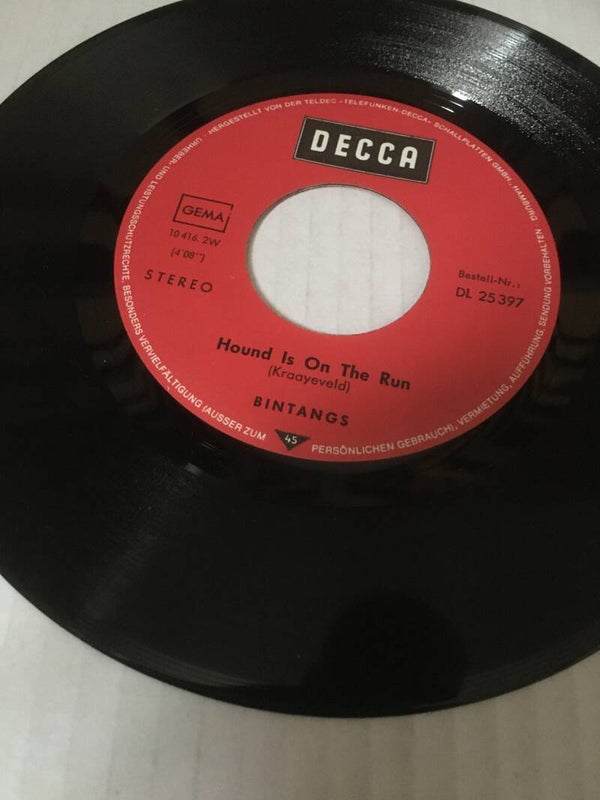 DECCA
GEMA
10 416. 2W
(4'08")
STEREO
Bestell-Nr.:
DL 25 397
Hound Is On The Run
(Kraayeveld)
BINTANGS
45
HERGESTELLT VON DER TELDEC »TELEFUNKEN-DECCA« SCHALLPLATTEN GMBH., HAMBURG · URHEBER- UND LEISTUNGSSCHUTZRECHTE, BESONDERS VERVIELFÄLTIGUNG (AUSSER ZUM PERSÖNLICHEN GEBRAUCH), VERMIETUNG, AUFFÜHRUNG, SENDUNG VORBEHALTEN